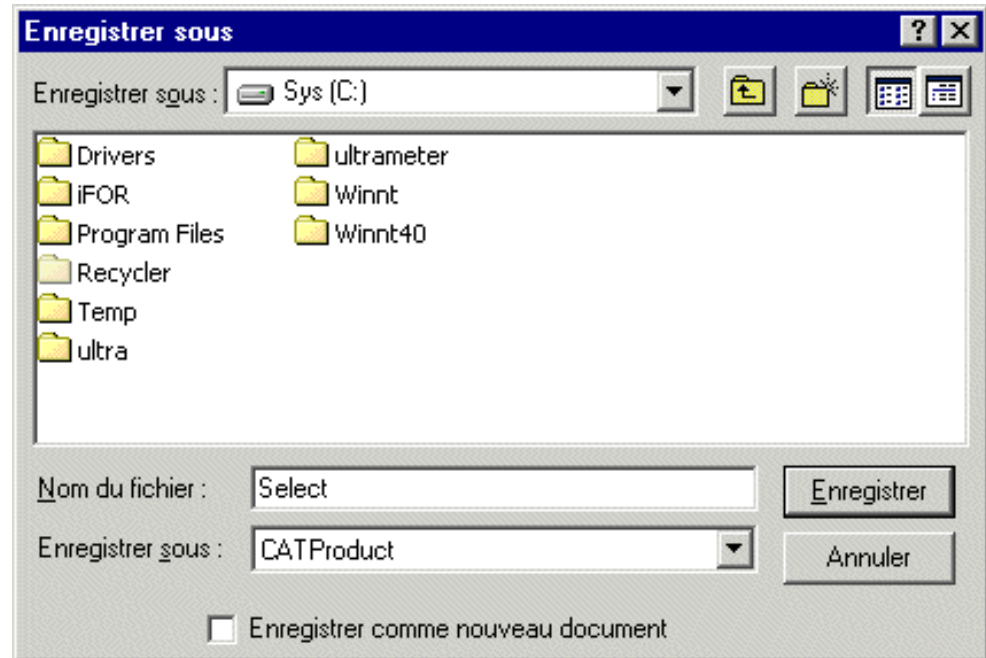 Enregistrer sous
Enregistrer sous : Sys (C:)
Drivers ultrameter
iFOR Winnt
Program Files Winnt40
Recycler
Temp
ultra
Nom du fichier : Select Enregistrer
Enregistrer sous : CATProduct Annuler
Enregistrer comme nouveau document